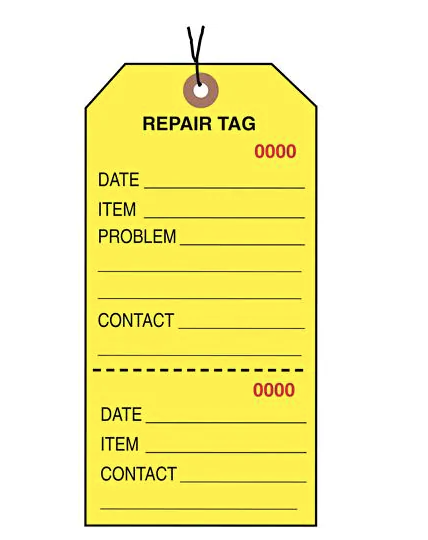 REPAIR TAG
0000
DATE
ITEM
PROBLEM
CONTACT
0000
DATE
ITEM
CONTACT